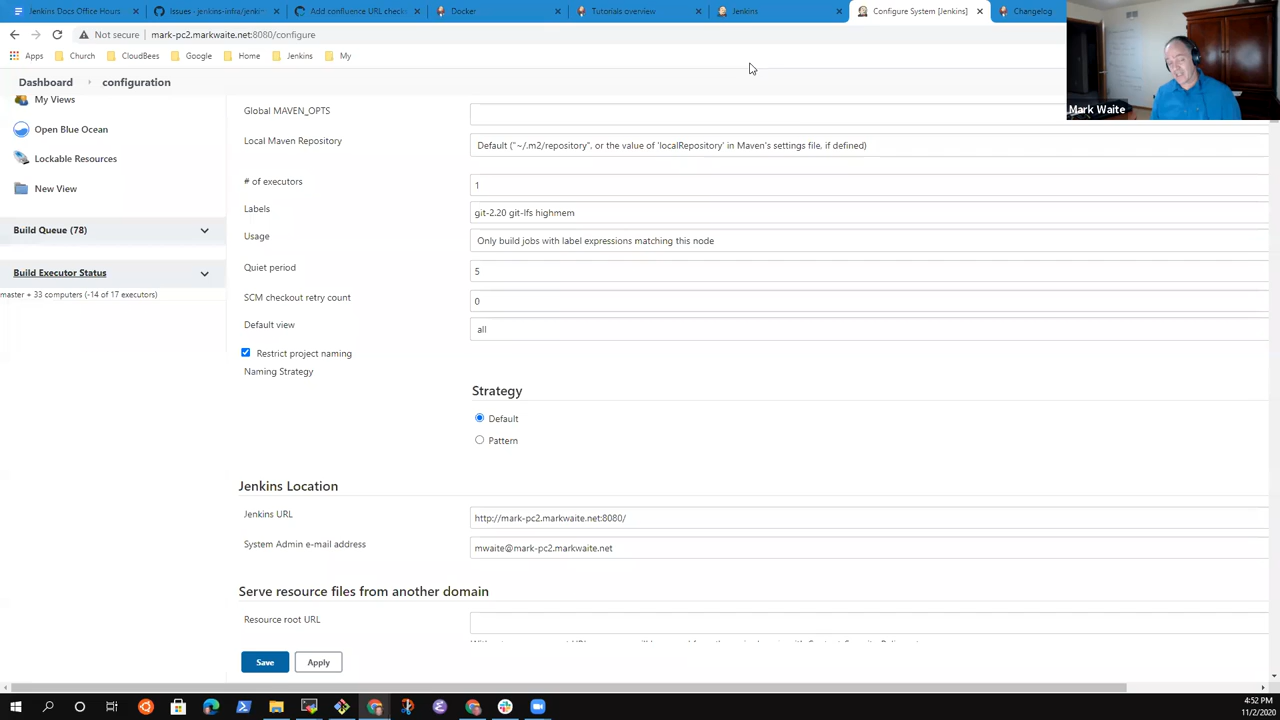 Jenkins Docs Office Hours
Issues · jenkins-infra/jenki
Add confluence URL check
Docker
Tutorials overview
Jenkins
Configure System [Jenkins]
Changelog
Not secure
mark-pc2.markwaite.net:8080/configure
Apps
Church
CloudBees
Google
Home
Jenkins
My
Mark Waite
Dashboard
configuration
My Views
Open Blue Ocean
Lockable Resources
New View
Build Queue (78)
Build Executor Status
master + 33 computers (-14 of 17 executors)
Global MAVEN_OPTS
Local Maven Repository
Default ("~/.m2/repository", or the value of 'localRepository' in Maven's settings file, if defined)
# of executors
1
Labels
git-2.20 git-lfs highmem
Usage
Only build jobs with label expressions matching this node
Quiet period
5
SCM checkout retry count
0
Default view
all
Restrict project naming
Naming Strategy
Strategy
Default
Pattern
Jenkins Location
Jenkins URL
http://mark-pc2.markwaite.net:8080/
System Admin e-mail address
mwaite@mark-pc2.markwaite.net
Serve resource files from another domain
Resource root URL
Save
Apply
4:52 PM
11/2/2020